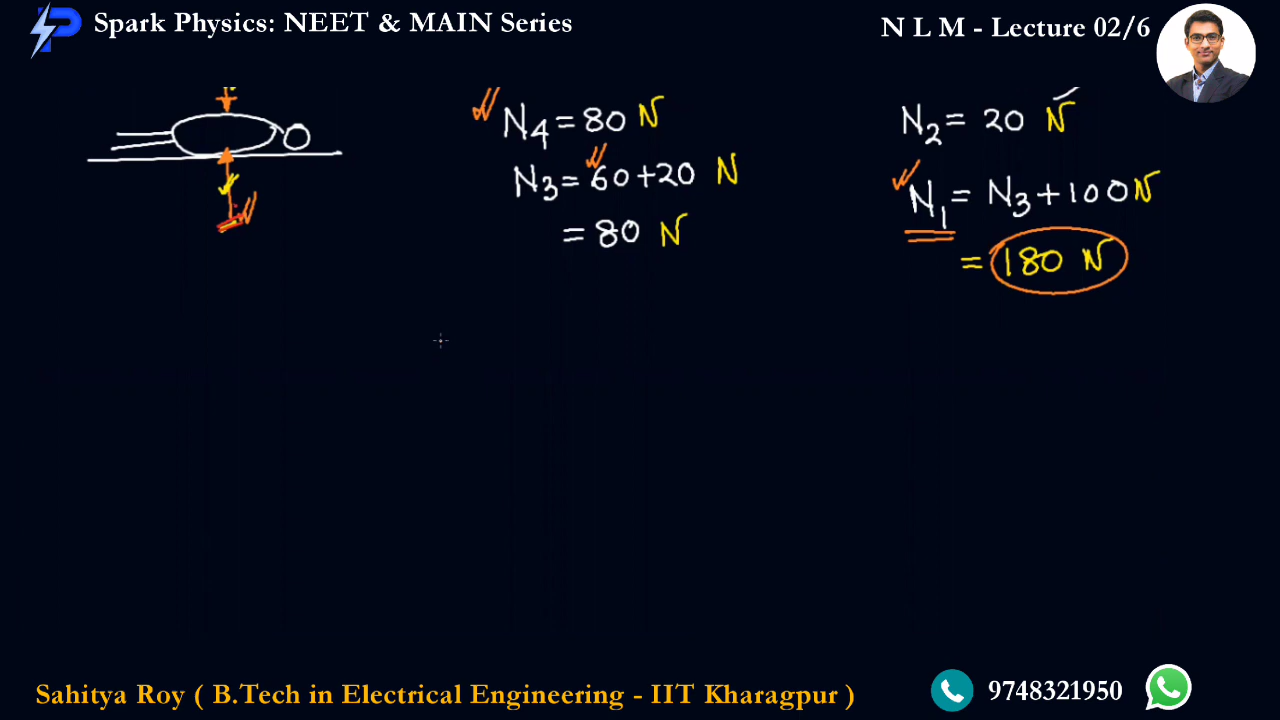 Spark Physics: NEET & MAIN Series
N L M - Lecture 02/6
N₄ = 80 N
N₃ = 60 + 20 N
= 80 N
N₂ = 20 N
N₁ = N₃ + 100 N
= 180 N
Sahitya Roy ( B.Tech in Electrical Engineering - IIT Kharagpur )
9748321950